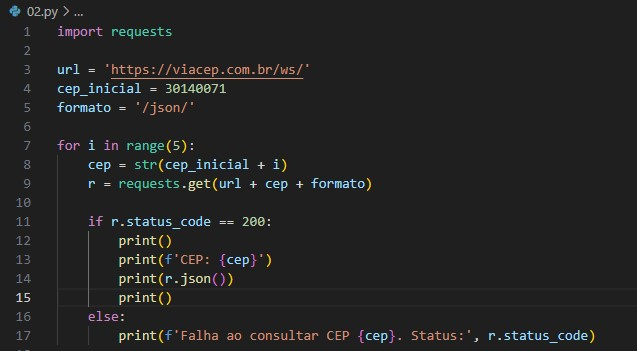 02.py > ...
1 import requests
2
3 url = 'https://viacep.com.br/ws/'
4 cep_inicial = 30140071
5 formato = '/json/'
6
7 for i in range(5):
8     cep = str(cep_inicial + i)
9     r = requests.get(url + cep + formato)
10
11     if r.status_code == 200:
12         print()
13         print(f'CEP: {cep}')
14         print(r.json())
15         print()
16     else:
17         print(f'Falha ao consultar CEP {cep}. Status:', r.status_code)